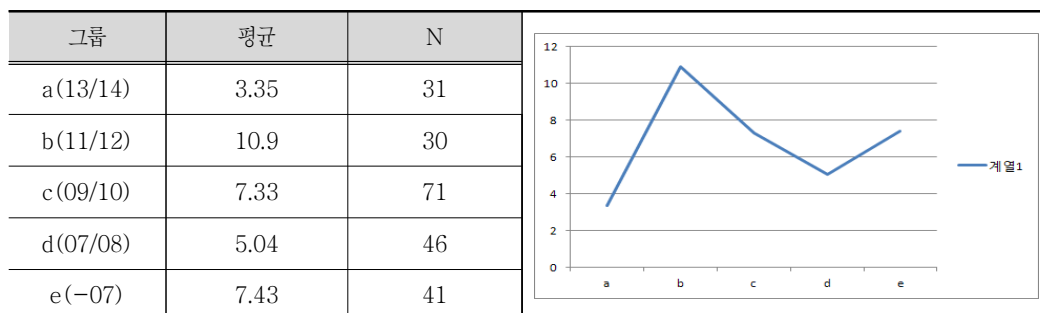 그룹 평균 N
a(13/14) 3.35 31
b(11/12) 10.9 30
c(09/10) 7.33 71
d(07/08) 5.04 46
e(-07) 7.43 41
12
10
8
6
4
2
0
a b c d e
계열1